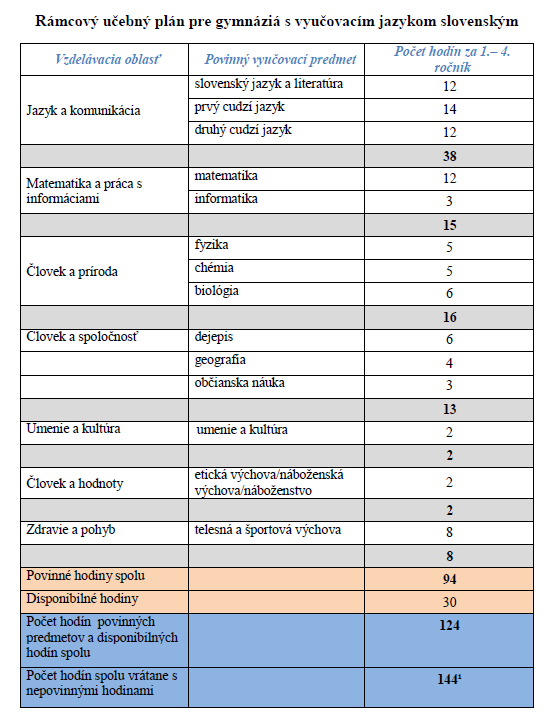 Rámcový učebný plán pre gymnáziá s vyučovacím jazykom slovenským
Vzdelávacia oblasť Povinný vyučovací predmet Počet hodín za 1.– 4. ročník
Jazyk a komunikácia
slovenský jazyk a literatúra 12
prvý cudzí jazyk 14
druhý cudzí jazyk 12
38
Matematika a práca s
informáciami
matematika 12
informatika 3
15
Človek a príroda
fyzika 5
chémia 5
biológia 6
16
Človek a spoločnosť dejepis 6
geografia 4
občianska náuka 3
13
Umenie a kultúra umenie a kultúra 2
2
Človek a hodnoty
etická výchova/náboženská
výchova/náboženstvo
2
2
Zdravie a pohyb telesná a športová výchova 8
8
Povinné hodiny spolu 94
Disponibilné hodiny 30
Počet hodín povinných
predmetov a disponibilných
hodín spolu
124
Počet hodín spolu vrátane s
nepovinnými hodinami
144¹